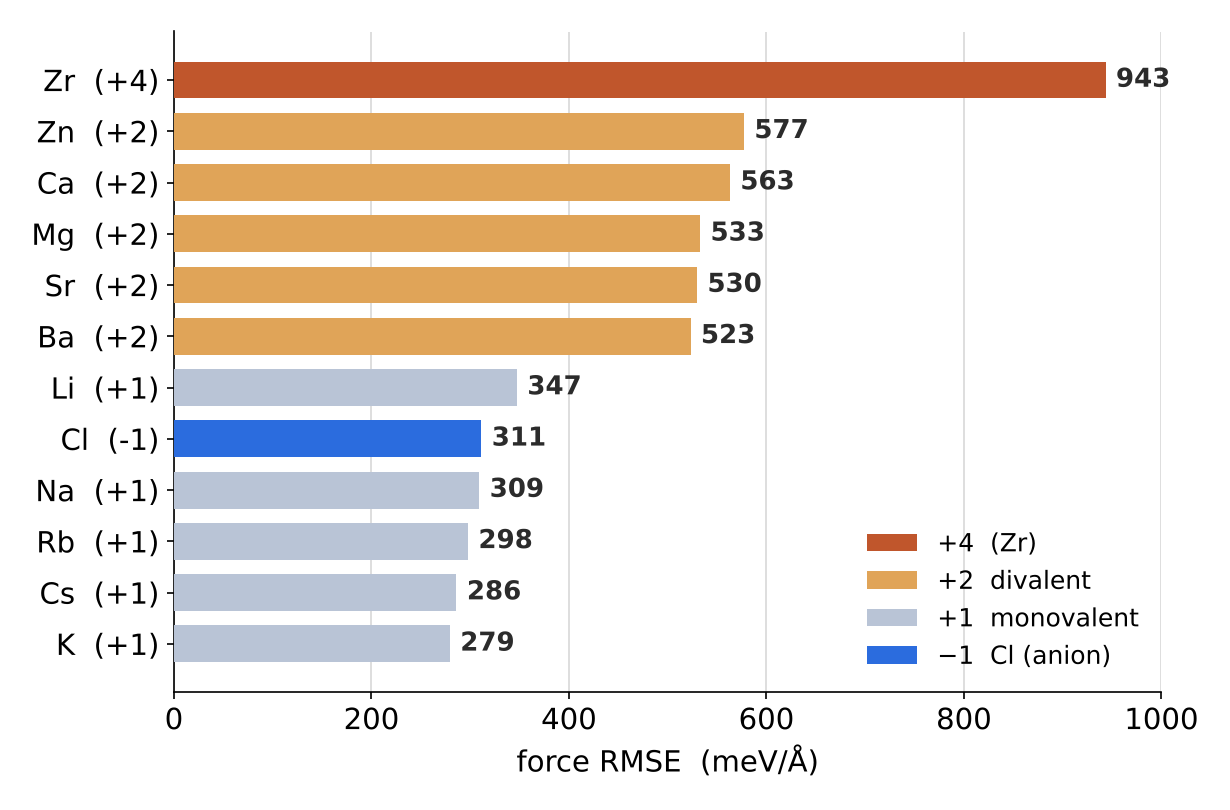 Zr (+4) 943
Zn (+2) 577
Ca (+2) 563
Mg (+2) 533
Sr (+2) 530
Ba (+2) 523
Li (+1) 347
Cl (-1) 311
Na (+1) 309
Rb (+1) 298
Cs (+1) 286
K (+1) 279
+4 (Zr)
+2 divalent
+1 monovalent
−1 Cl (anion)
0 200 400 600 800 1000
force RMSE (meV/Å)